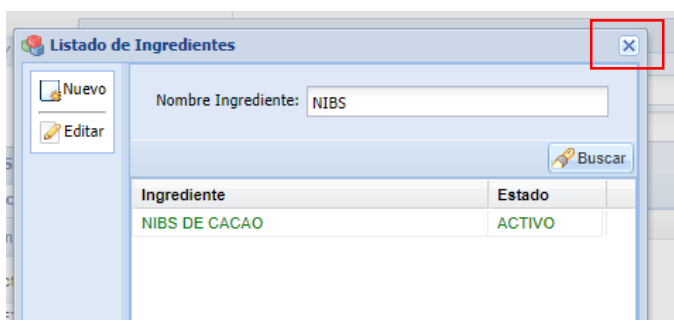 Listado de Ingredientes
Nuevo
Editar
Nombre Ingrediente: NIBS
Buscar
Ingrediente Estado
NIBS DE CACAO ACTIVO